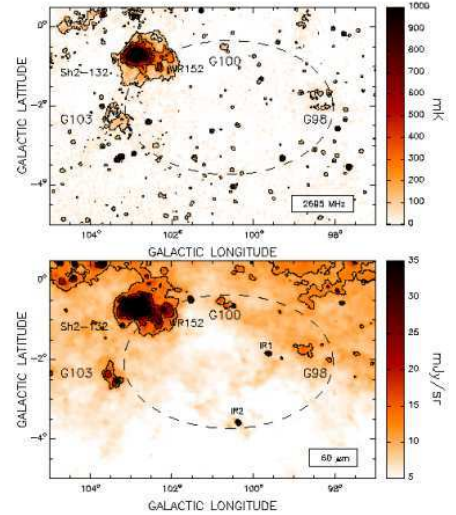 0° 1000
900
800
Sh2-132 WR152 G100 700
600
-2° G103 G98 500
400
300
-4° 200
2695 MHz 100
0
GALACTIC LATITUDE
mK
104° 102° 100° 98°
GALACTIC LONGITUDE
0° 35
30
Sh2-132 WR152 G100
25
-2° G103 IR1 G98 20
15
-4° IR2 10
60 μm 5
GALACTIC LATITUDE
mJy/sr
104° 102° 100° 98°
GALACTIC LONGITUDE